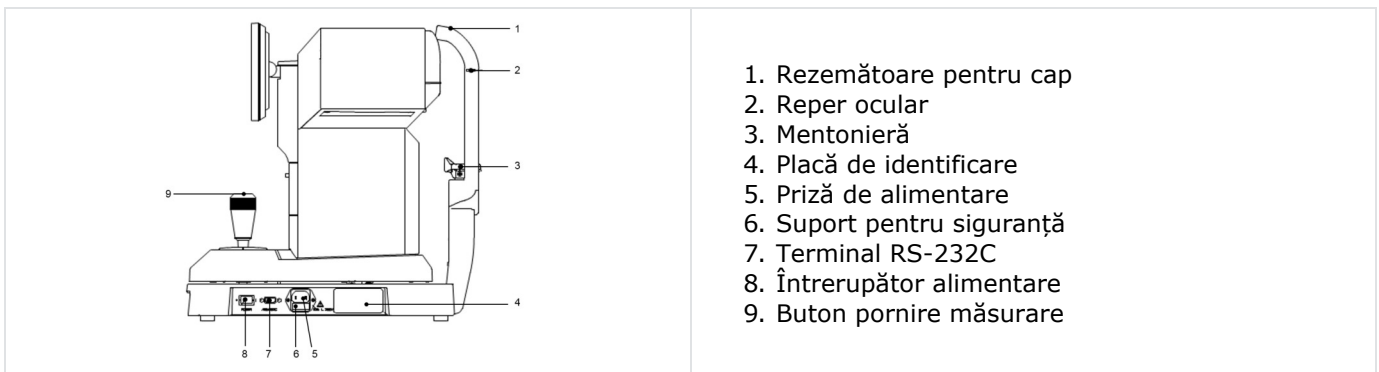 1
2
3
9
4
8
7
6
5
1. Rezemătoare pentru cap
2. Reper ocular
3. Mentonieră
4. Placă de identificare
5. Priză de alimentare
6. Suport pentru siguranță
7. Terminal RS-232C
8. Întrerupător alimentare
9. Buton pornire măsurare